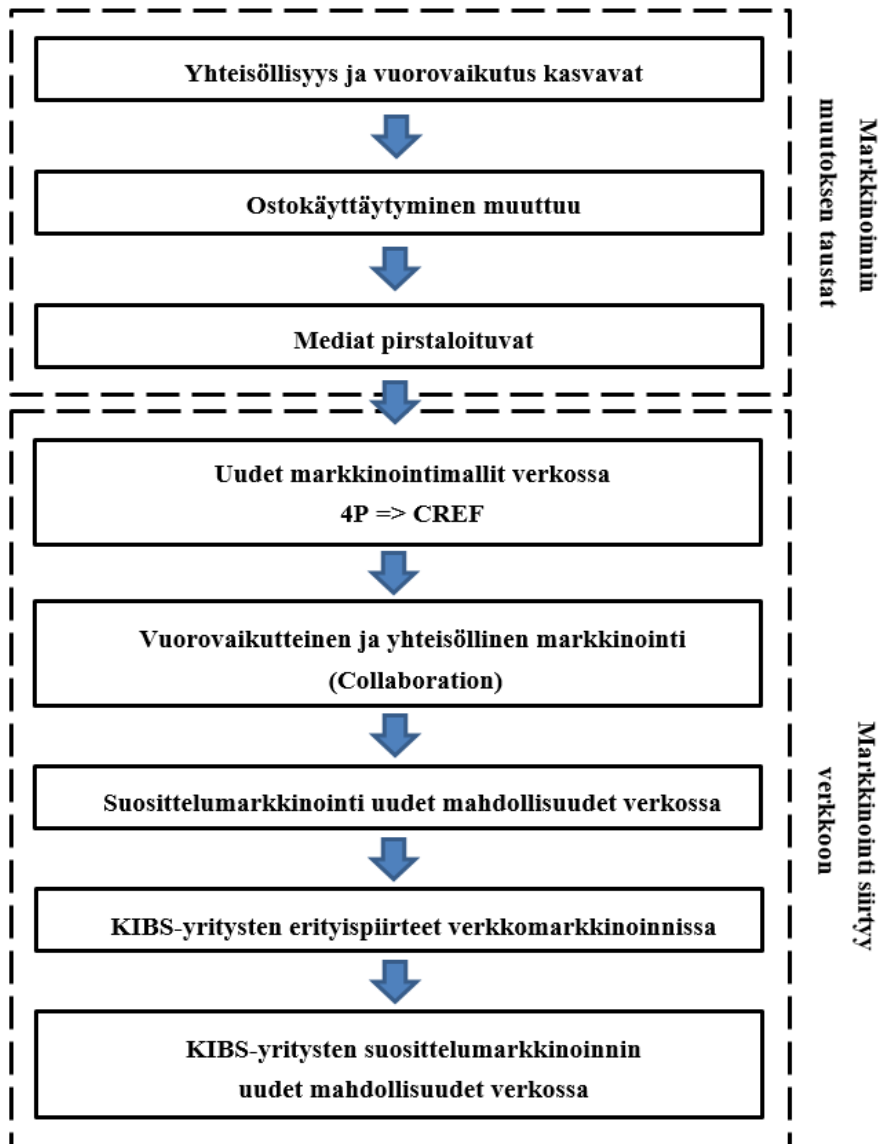 Yhteisöllisyys ja vuorovaikutus kasvavat
Ostokäyttäytyminen muuttuu
Mediat pirstaloituvat
Markkinoinnin
muutoksen taustat
Uudet markkinointimallit verkossa
4P => CREF
Vuorovaikutteinen ja yhteisöllinen markkinointi
(Collaboration)
Suosittelumarkkinointi uudet mahdollisuudet verkossa
KIBS-yritysten erityispiirteet verkkomarkkinoinnissa
KIBS-yritysten suosittelumarkkinoinnin
uudet mahdollisuudet verkossa
Markkinointi siirtyy
verkkoon